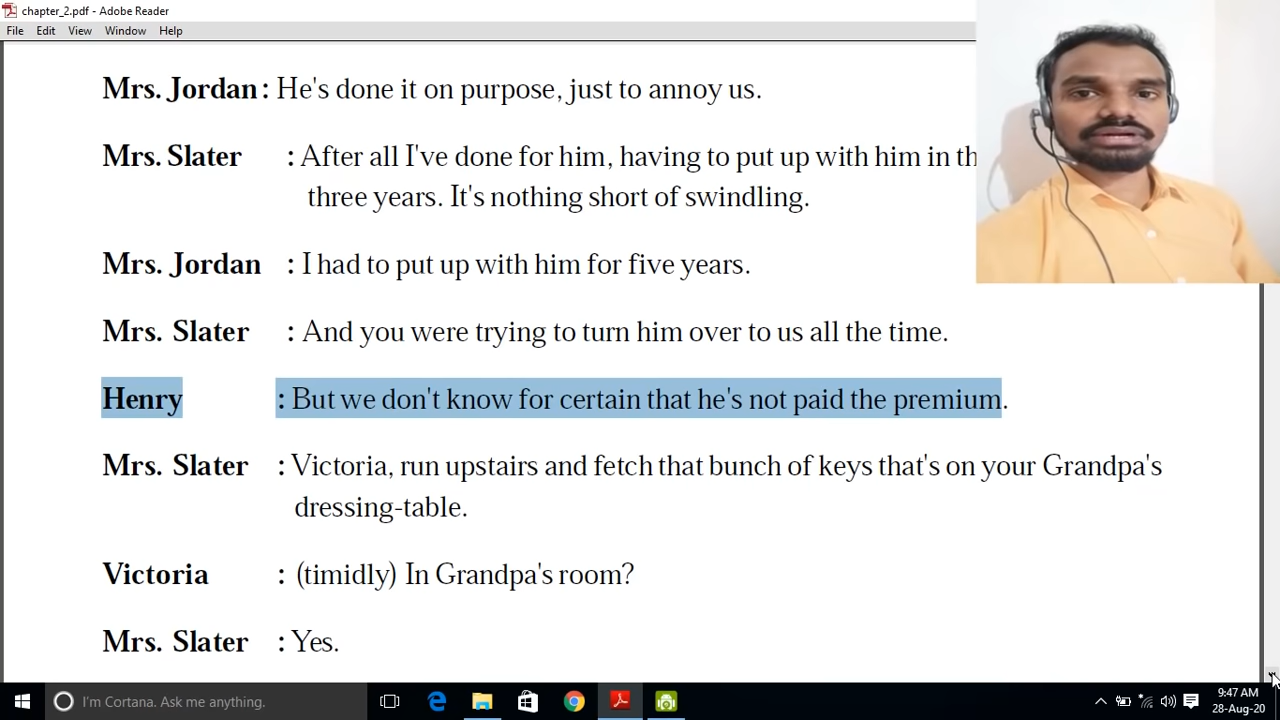 chapter_2.pdf - Adobe Reader
File Edit View Window Help
Mrs. Jordan : He's done it on purpose, just to annoy us.
Mrs. Slater : After all I've done for him, having to put up with him in
three years. It's nothing short of swindling.
Mrs. Jordan : I had to put up with him for five years.
Mrs. Slater : And you were trying to turn him over to us all the time.
Henry : But we don't know for certain that he's not paid the premium.
Mrs. Slater : Victoria, run upstairs and fetch that bunch of keys that's on your Grandpa's
dressing-table.
Victoria : (timidly) In Grandpa's room?
Mrs. Slater : Yes.
I'm Cortana. Ask me anything.
9:47 AM
28-Aug-20